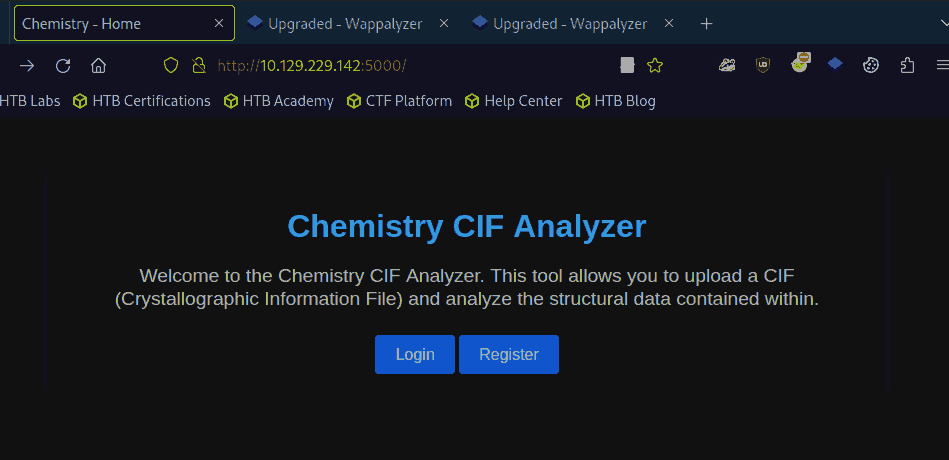 Chemistry - Home
Upgraded - Wappalyzer
Upgraded - Wappalyzer
http://10.129.229.142:5000/
HTB Labs
HTB Certifications
HTB Academy
CTF Platform
Help Center
HTB Blog
Chemistry CIF Analyzer
Welcome to the Chemistry CIF Analyzer. This tool allows you to upload a CIF
(Crystallographic Information File) and analyze the structural data contained within.
Login
Register